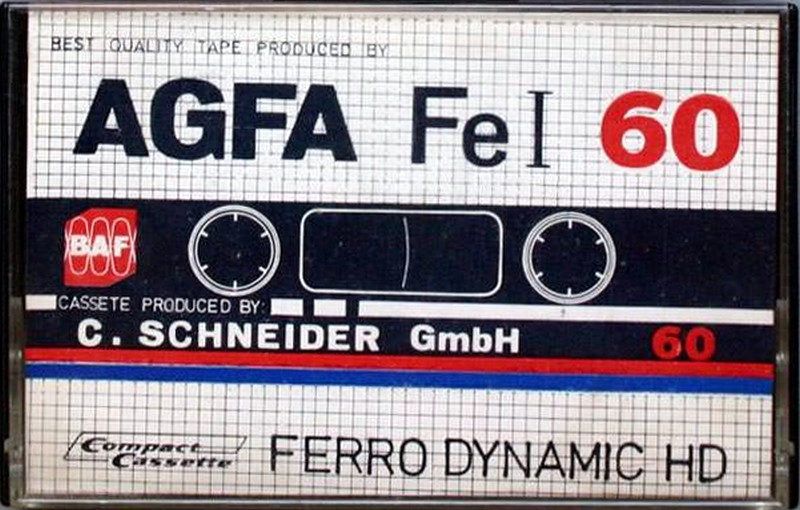 BEST QUALITY TAPE PRODUCED BY
AGFA Fe I 60
BAF
CASSETE PRODUCED BY:
C. SCHNEIDER GmbH 60
Compact
Cassette
FERRO DYNAMIC HD